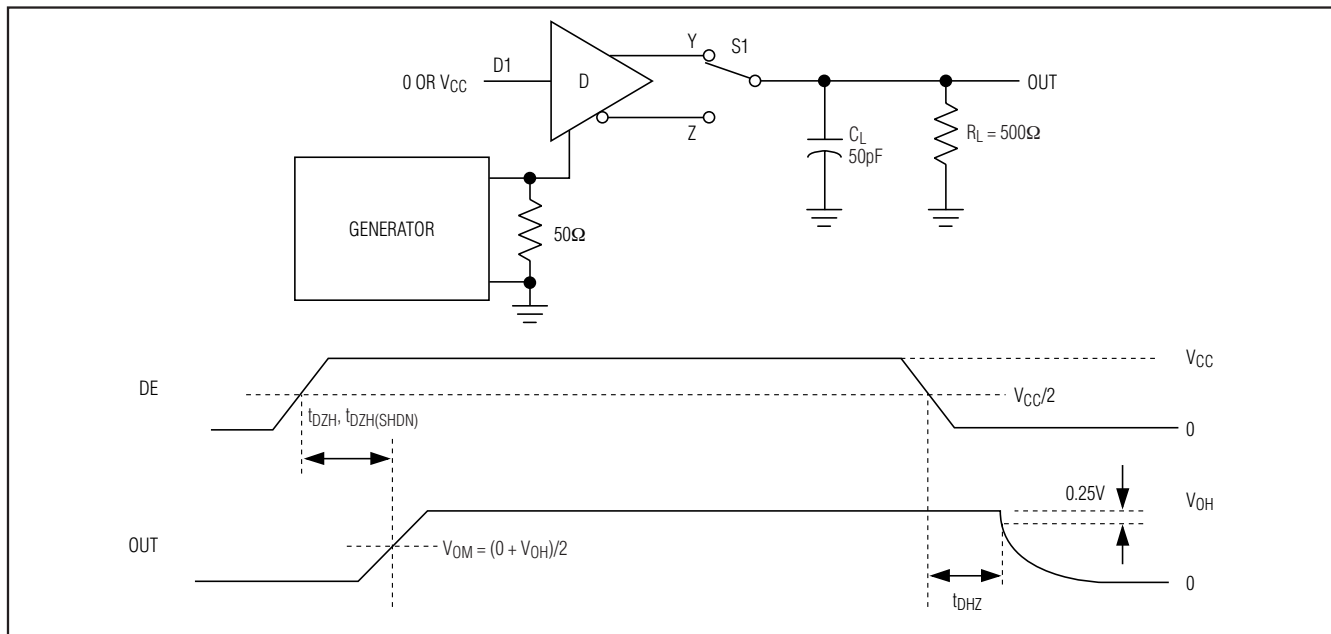 Y
S1
D1
0 OR VCC
D
OUT
Z
CL
50pF
RL = 500Ω
GENERATOR
50Ω
VCC
DE
VCC/2
tDZH, tDZH(SHDN)
0
0.25V
VOH
OUT
VOM = (0 + VOH)/2
0
tDHZ